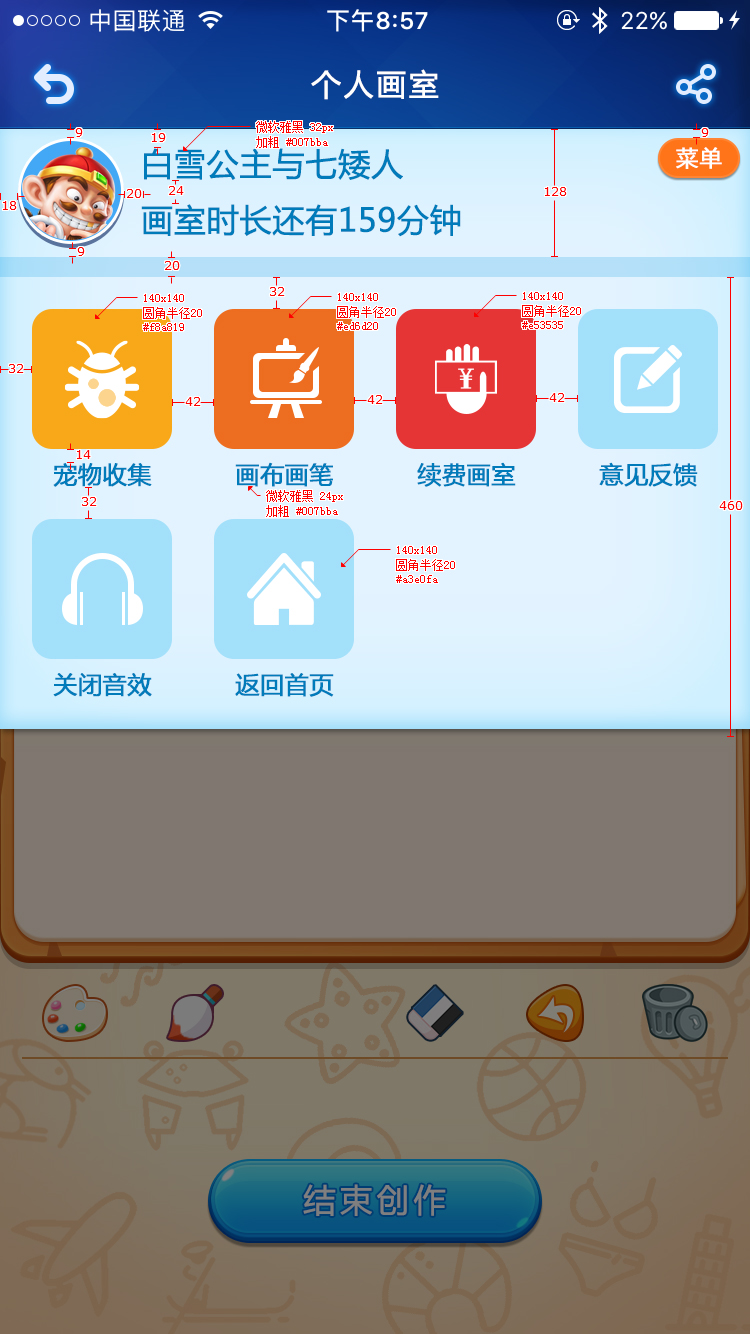 中国联通
下午8:57
22%
个人画室
9
19
微软雅黑 32px
加粗 #007bba
9
白雪公主与七矮人
菜单
18
20
24
128
画室时长还有159分钟
9
20
32
140x140
圆角半径20
#f8a819
140x140
圆角半径20
#ed6d20
140x140
圆角半径20
#e53535
¥
32
42
42
42
14
宠物收集
画布画笔
续费画室
意见反馈
32
微软雅黑 24px
加粗 #007bba
460
140x140
圆角半径20
#a3e0fa
关闭音效
返回首页
结束创作